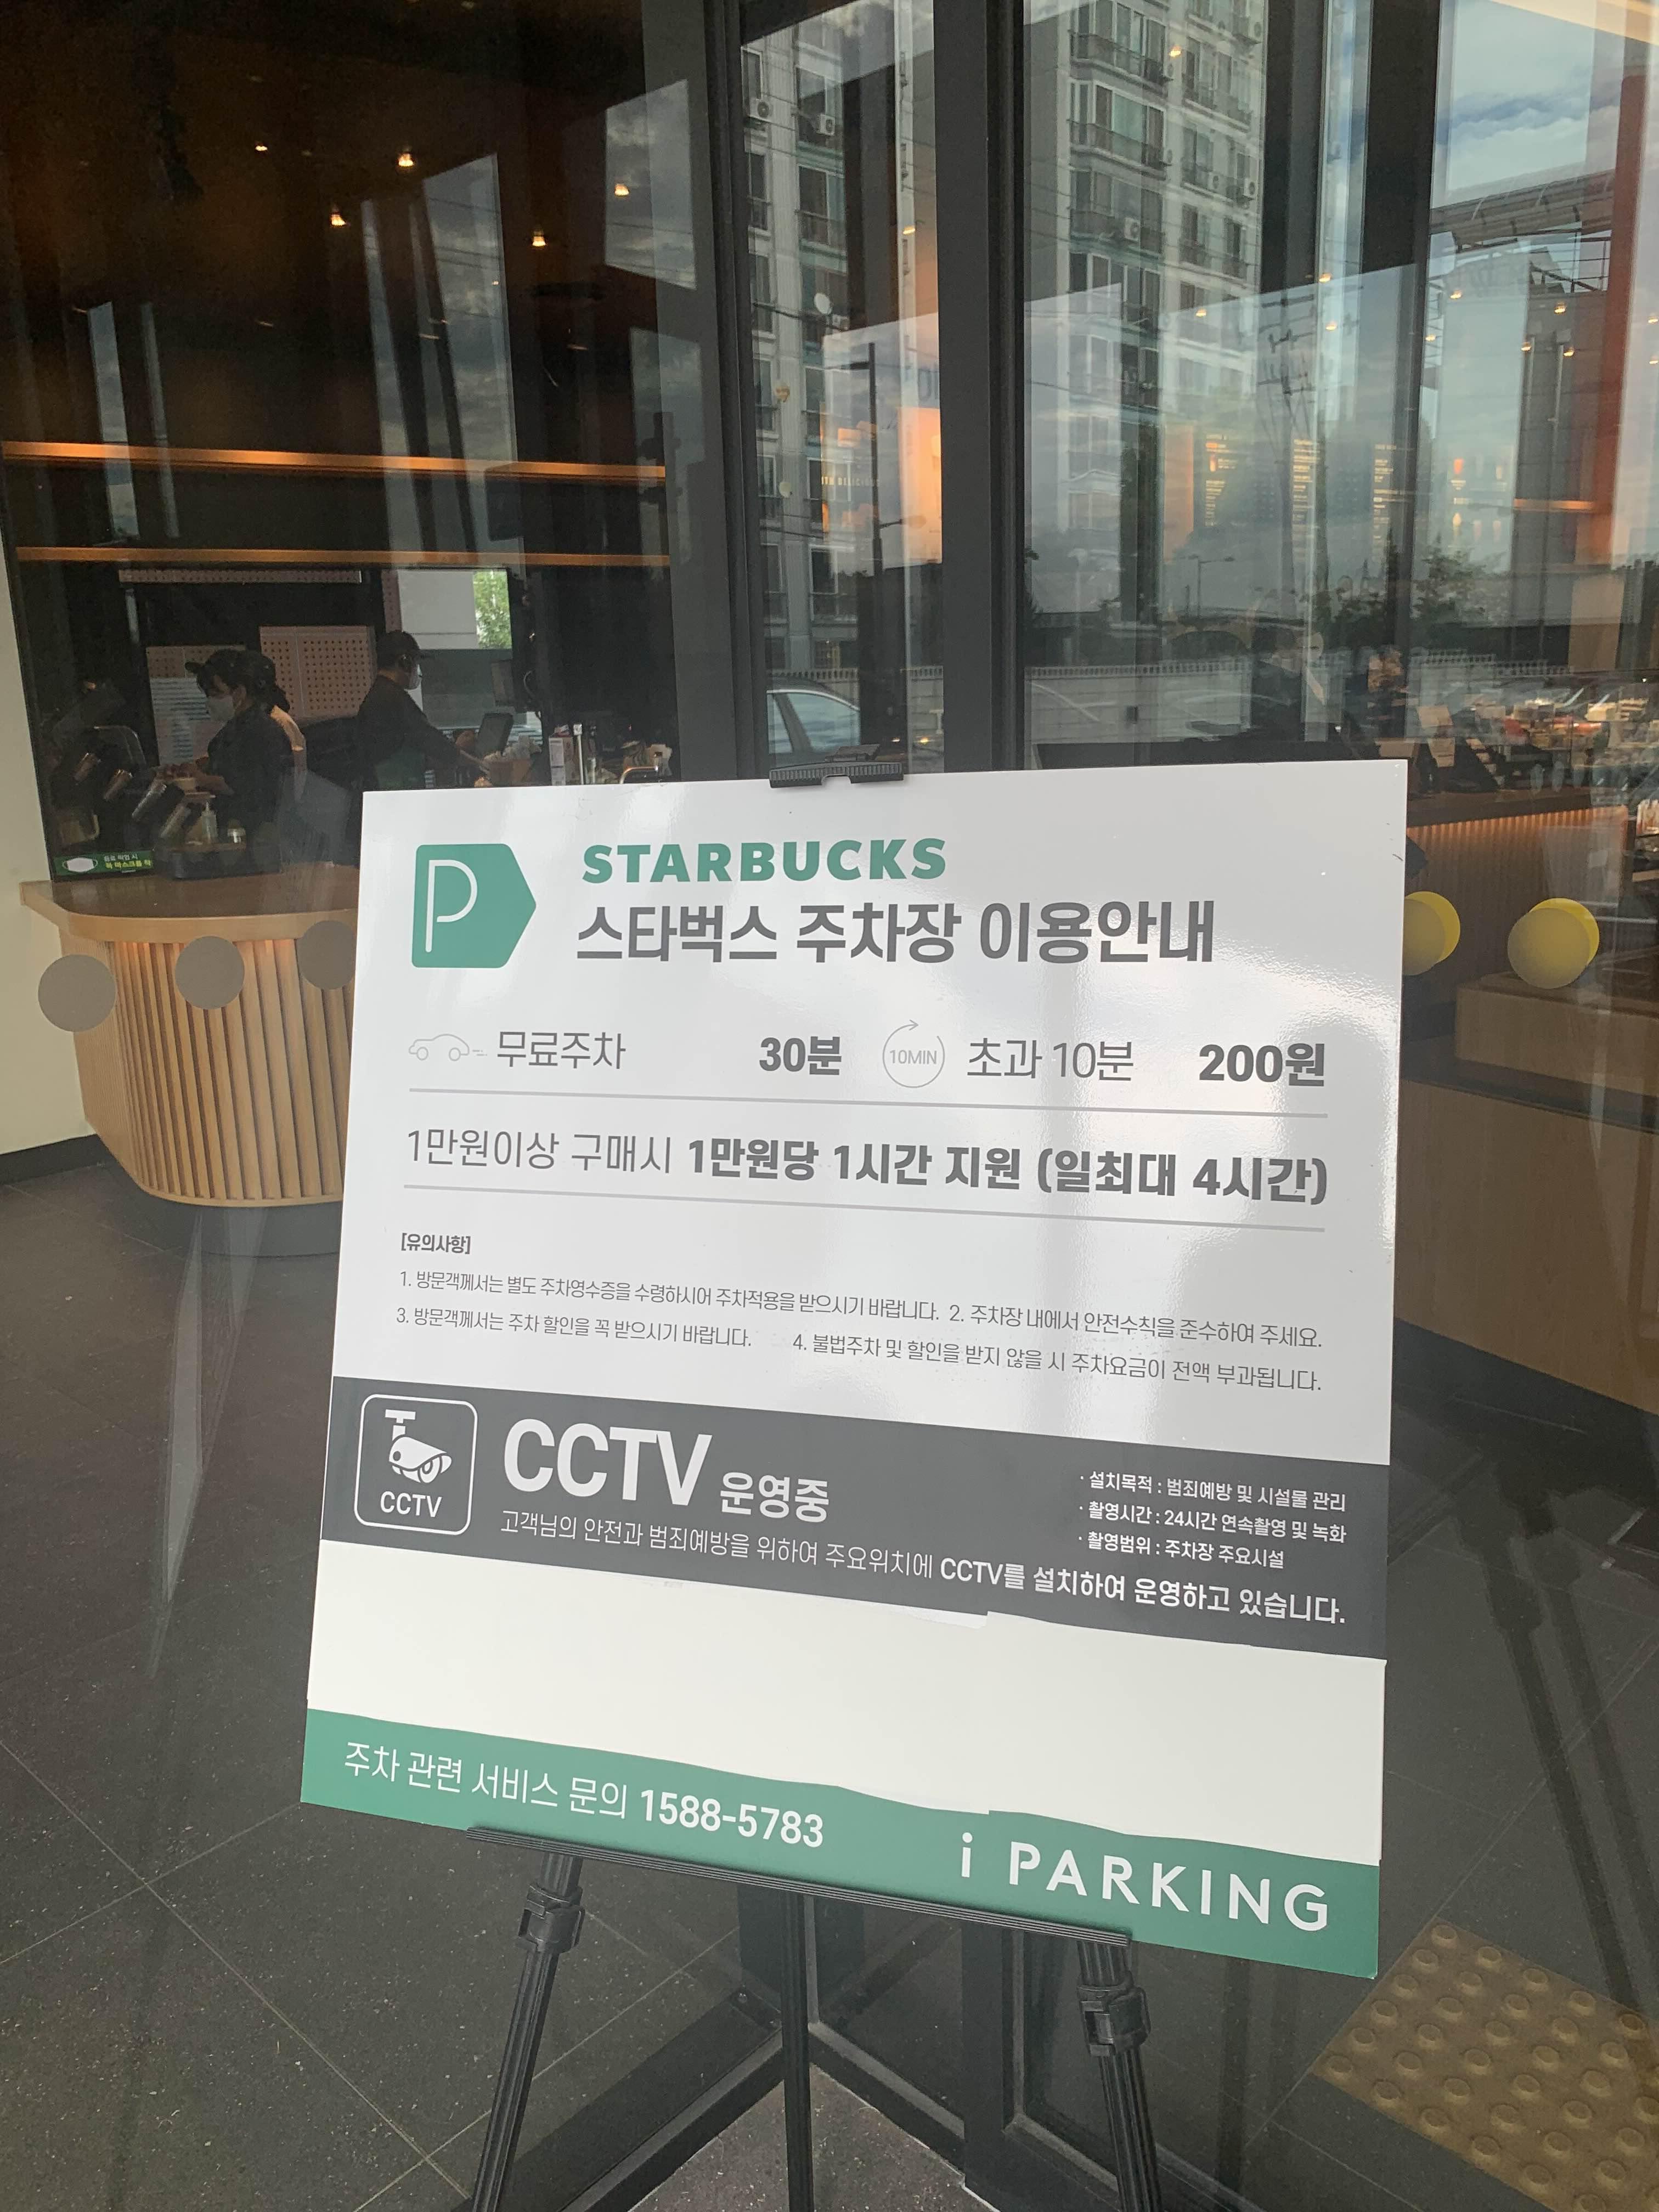 P
STARBUCKS
스타벅스 주차장 이용안내
무료주차 30분 10MIN 초과 10분 200원
1만원이상 구매시 1만원당 1시간 지원 (일최대 4시간)
[유의사항]
1. 방문객께서는 별도 주차영수증을 수령하시어 주차적용을 받으시기 바랍니다. 2. 주차장 내에서 안전수칙을 준수하여 주세요.
3. 방문객께서는 주차 할인을 꼭 받으시기 바랍니다. 4. 불법주차 및 할인을 받지 않을 시 주차요금이 전액 부과됩니다.
CCTV
CCTV 운영중
· 설치목적 : 범죄예방 및 시설물 관리
· 촬영시간 : 24시간 연속촬영 및 녹화
· 촬영범위 : 주차장 주요시설
고객님의 안전과 범죄예방을 위하여 주요위치에 CCTV를 설치하여 운영하고 있습니다.
주차 관련 서비스 문의 1588-5783
i PARKING